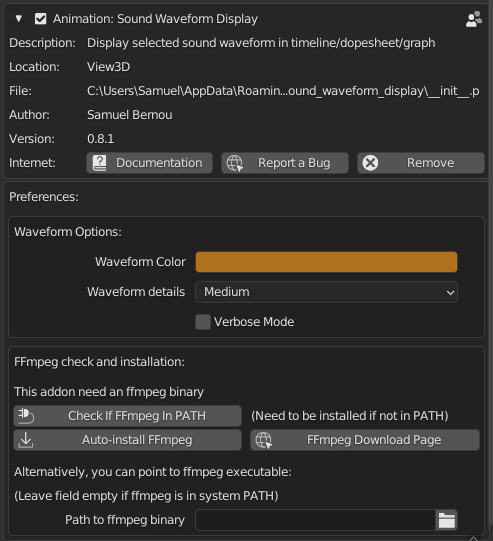 Animation: Sound Waveform Display
Description: Display selected sound waveform in timeline/dopesheet/graph
Location: View3D
File: C:\Users\Samuel\AppData\Roamin...ound_waveform_display\__init__.p
Author: Samuel Bernou
Version: 0.8.1
Internet: Documentation Report a Bug Remove
Preferences:
Waveform Options:
Waveform Color
Waveform details Medium
Verbose Mode
FFmpeg check and installation:
This addon need an ffmpeg binary
Check If FFmpeg In PATH (Need to be installed if not in PATH)
Auto-install FFmpeg FFmpeg Download Page
Alternatively, you can point to ffmpeg executable:
(Leave field empty if ffmpeg is in system PATH)
Path to ffmpeg binary